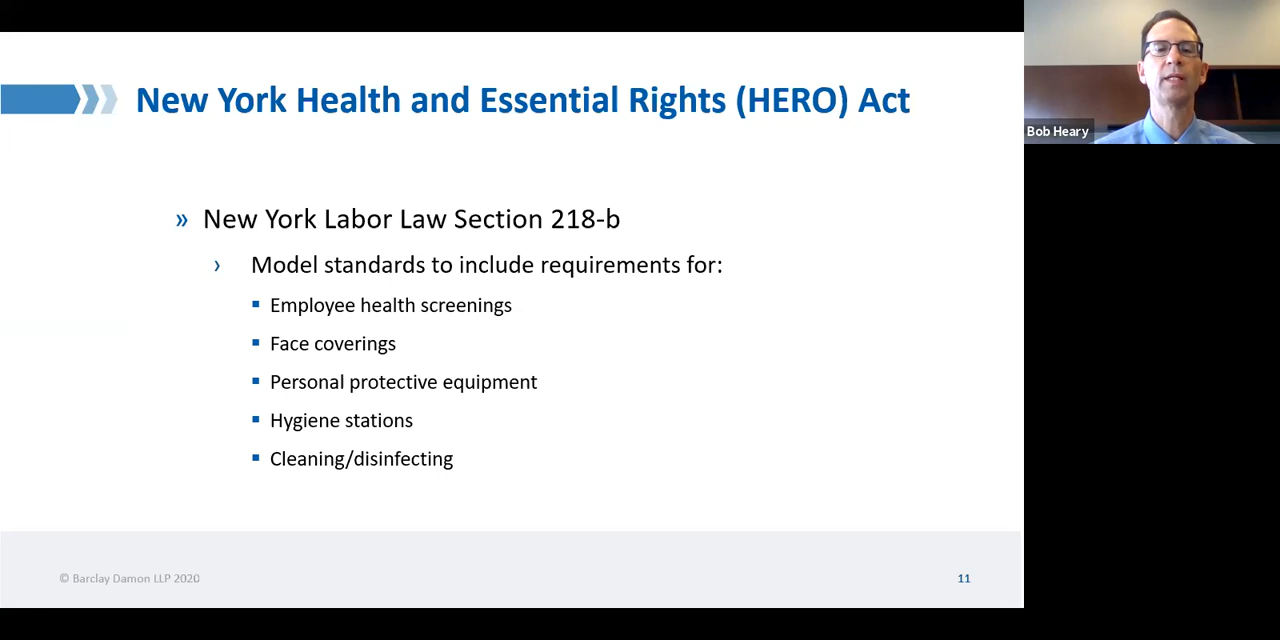 New York Health and Essential Rights (HERO) Act
» New York Labor Law Section 218-b
› Model standards to include requirements for:
▪ Employee health screenings
▪ Face coverings
▪ Personal protective equipment
▪ Hygiene stations
▪ Cleaning/disinfecting
© Barclay Damon LLP 2020
11
Bob Heary